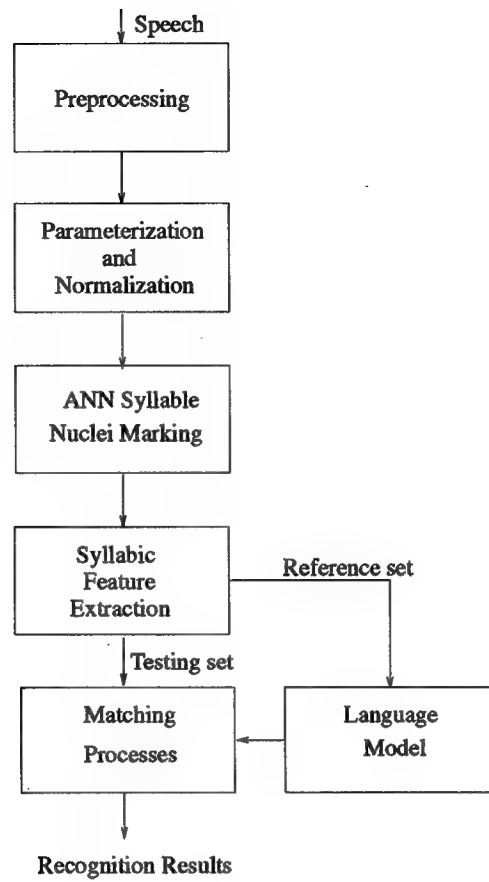 Speech
Preprocessing
Parameterization
and
Normalization
ANN Syllable
Nuclei Marking
Syllabic
Feature
Extraction
Reference set
Testing set
Matching
Processes
Language
Model
Recognition Results